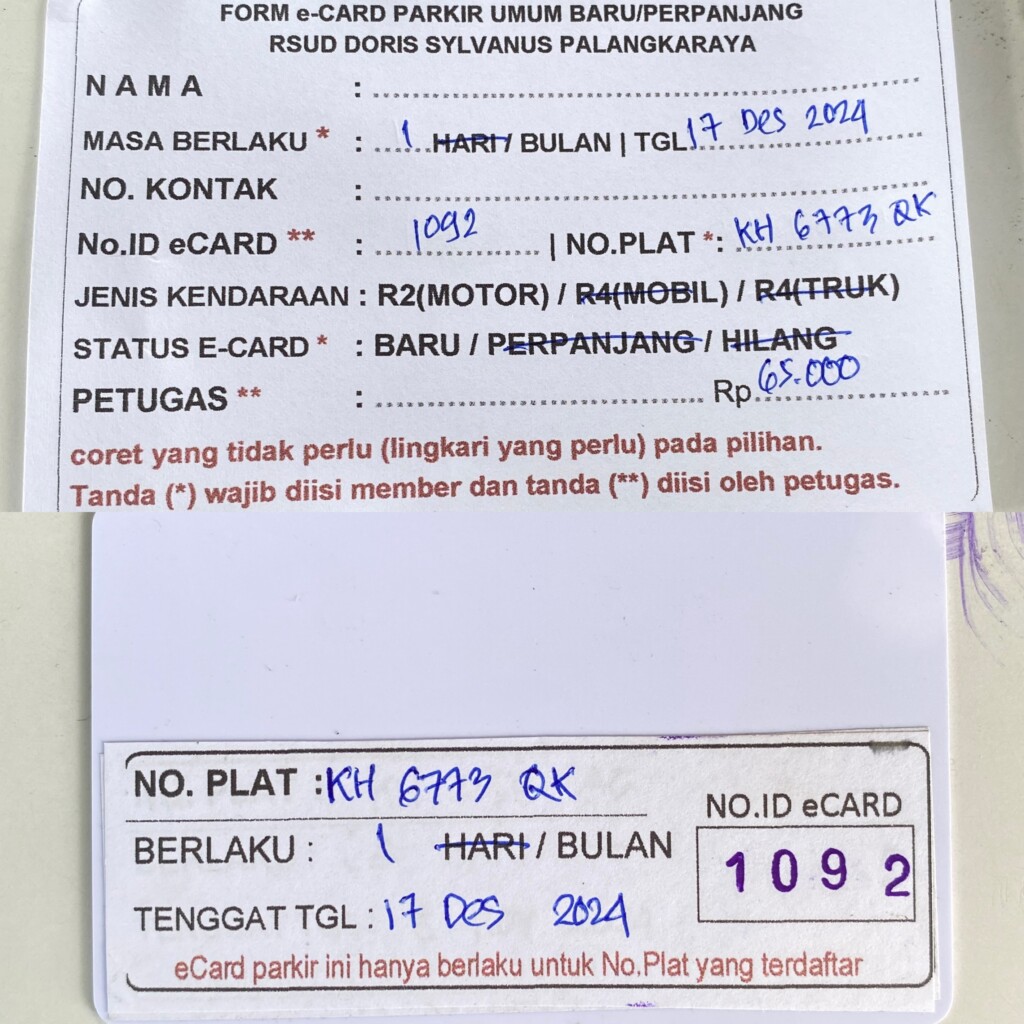 FORM e-CARD PARKIR UMUM BARU/PERPANJANG
RSUD DORIS SYLVANUS PALANGKARAYA
N A M A :
MASA BERLAKU * : 1 HARI / BULAN | TGL 17 Des 2024
NO. KONTAK :
No.ID eCARD ** : 1092 | NO.PLAT *: KH 6773 QK
JENIS KENDARAAN : R2(MOTOR) / R4(MOBIL) / R4(TRUK)
STATUS E-CARD * : BARU / PERPANJANG / HILANG
PETUGAS ** : Rp 65.000
coret yang tidak perlu (lingkari yang perlu) pada pilihan.
Tanda (*) wajib diisi member dan tanda (**) diisi oleh petugas.
NO. PLAT : KH 6773 QK
NO.ID eCARD
BERLAKU : 1 HARI / BULAN
1092
TENGGAT TGL : 17 Des 2024
eCard parkir ini hanya berlaku untuk No.Plat yang terdaftar